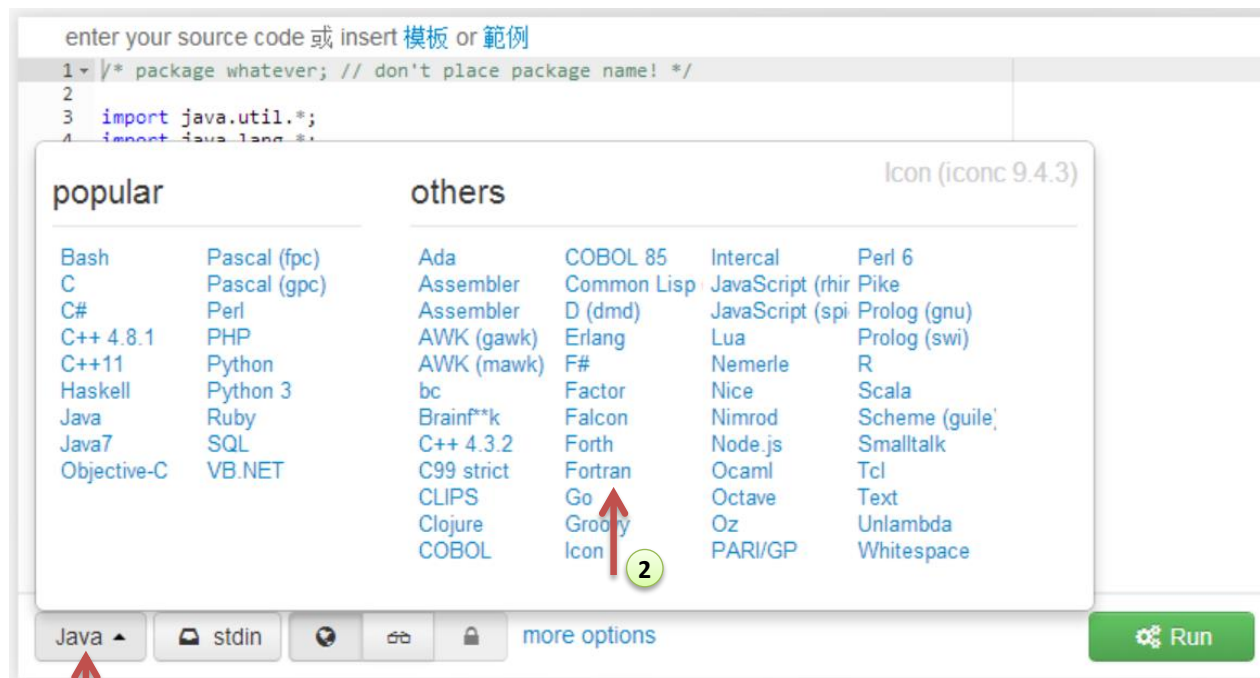 enter your source code 或 insert 模板 or 範例
1 /* package whatever; // don't place package name! */
2
3 import java.util.*;
4 import java.lang.*;
Icon (iconc 9.4.3)
popular
Bash
C
C#
C++ 4.8.1
C++11
Haskell
Java
Java7
Objective-C
Pascal (fpc)
Pascal (gpc)
Perl
PHP
Python
Python 3
Ruby
SQL
VB.NET
others
Ada
Assembler
Assembler
AWK (gawk)
AWK (mawk)
bc
Brainf**k
C++ 4.3.2
C99 strict
CLIPS
Clojure
COBOL
COBOL 85
Common Lisp
D (dmd)
Erlang
F#
Factor
Falcon
Forth
Fortran
Go
Groovy
Icon
Intercal
JavaScript (rhin
JavaScript (spi
Lua
Nemerle
Nice
Nimrod
Node.js
Ocaml
Octave
Oz
PARI/GP
Perl 6
Pike
Prolog (gnu)
Prolog (swi)
R
Scala
Scheme (guile)
Smalltalk
Tcl
Text
Unlambda
Whitespace
2
Java
stdin
more options
Run